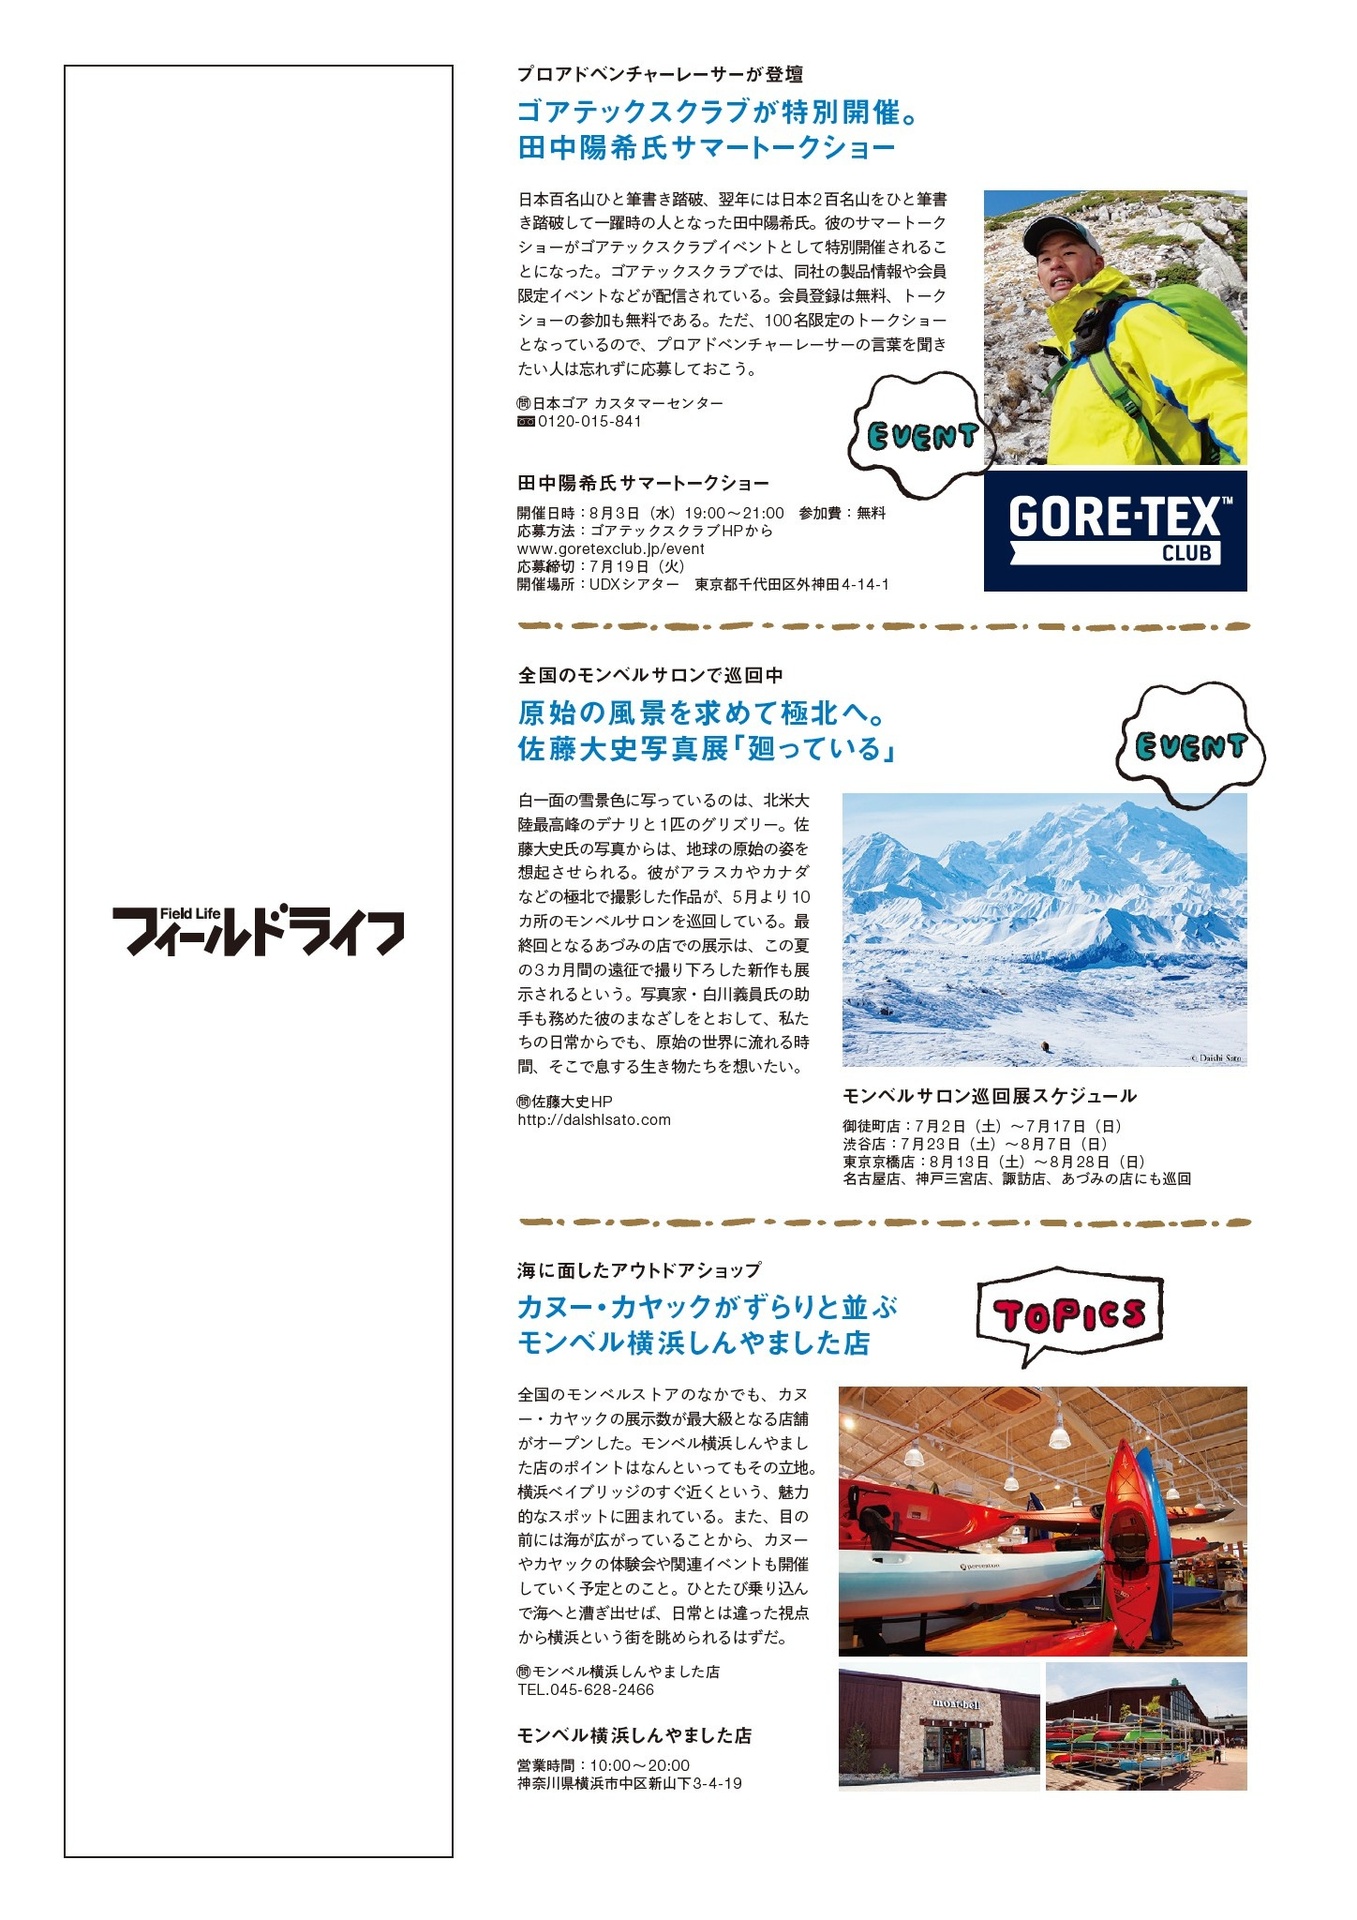 フィールドライフ
Field Life
プロアドベンチャーレーサーが登壇
ゴアテックスクラブが特別開催。
田中陽希氏サマートークショー
日本百名山ひと筆書き踏破、翌年には日本2百名山をひと筆書
き踏破して一躍時の人となった田中陽希氏。彼のサマートーク
ショーがゴアテックスクラブイベントとして特別開催されるこ
とになった。ゴアテックスクラブでは、同社の製品情報や会員
限定イベントなどが配信されている。会員登録は無料、トーク
ショーの参加も無料である。ただ、100名限定のトークショー
となっているので、プロアドベンチャーレーサーの言葉を聞き
たい人は忘れずに応募しておこう。
㉄日本ゴア カスタマーセンター
0120-015-841
EVENT
GORE-TEX™
CLUB
田中陽希氏サマートークショー
開催日時：8月3日（水）19:00～21:00　参加費：無料
応募方法：ゴアテックスクラブHPから
www.goretexclub.jp/event
応募締切：7月19日（火）
開催場所：UDXシアター　東京都千代田区外神田4-14-1
全国のモンベルサロンで巡回中
原始の風景を求めて極北へ。
佐藤大史写真展「廻っている」
EVENT
白一面の雪景色に写っているのは、北米大
陸最高峰のデナリと1匹のグリズリー。佐
藤大史氏の写真からは、地球の原始の姿を
想起させられる。彼がアラスカやカナダ
などの極北で撮影した作品が、5月より10
カ所のモンベルサロンを巡回している。最
終回となるあづみの店での展示は、この夏
の3カ月間の遠征で撮り下ろした新作も展
示されるという。写真家・白川義員氏の助
手も務めた彼のまなざしをとおして、私た
ちの日常からでも、原始の世界に流れる時
間、そこで息する生き物たちを想いたい。
㉄佐藤大史HP
http://daishisato.com
© Daishi Sato
モンベルサロン巡回展スケジュール
御徒町店：7月2日（土）～7月17日（日）
渋谷店：7月23日（土）～8月7日（日）
東京京橋店：8月13日（土）～8月28日（日）
名古屋店、神戸三宮店、諏訪店、あづみの店にも巡回
海に面したアウトドアショップ
カヌー・カヤックがずらりと並ぶ
モンベル横浜しんやました店
TOPICS
全国のモンベルストアのなかでも、カヌ
ー・カヤックの展示数が最大級となる店舗
がオープンした。モンベル横浜しんやまし
た店のポイントはなんといってもその立地。
横浜ベイブリッジのすぐ近くという、魅力
的なスポットに囲まれている。また、目の
前には海が広がっていることから、カヌー
やカヤックの体験会や関連イベントも開催
していく予定とのこと。ひとたび乗り込ん
で海へと漕ぎ出せば、日常とは違った視点
から横浜という街を眺められるはずだ。
㉄モンベル横浜しんやました店
TEL.045-628-2466
モンベル横浜しんやました店
営業時間：10:00～20:00
神奈川県横浜市中区新山下3-4-19
perception
mont-bell